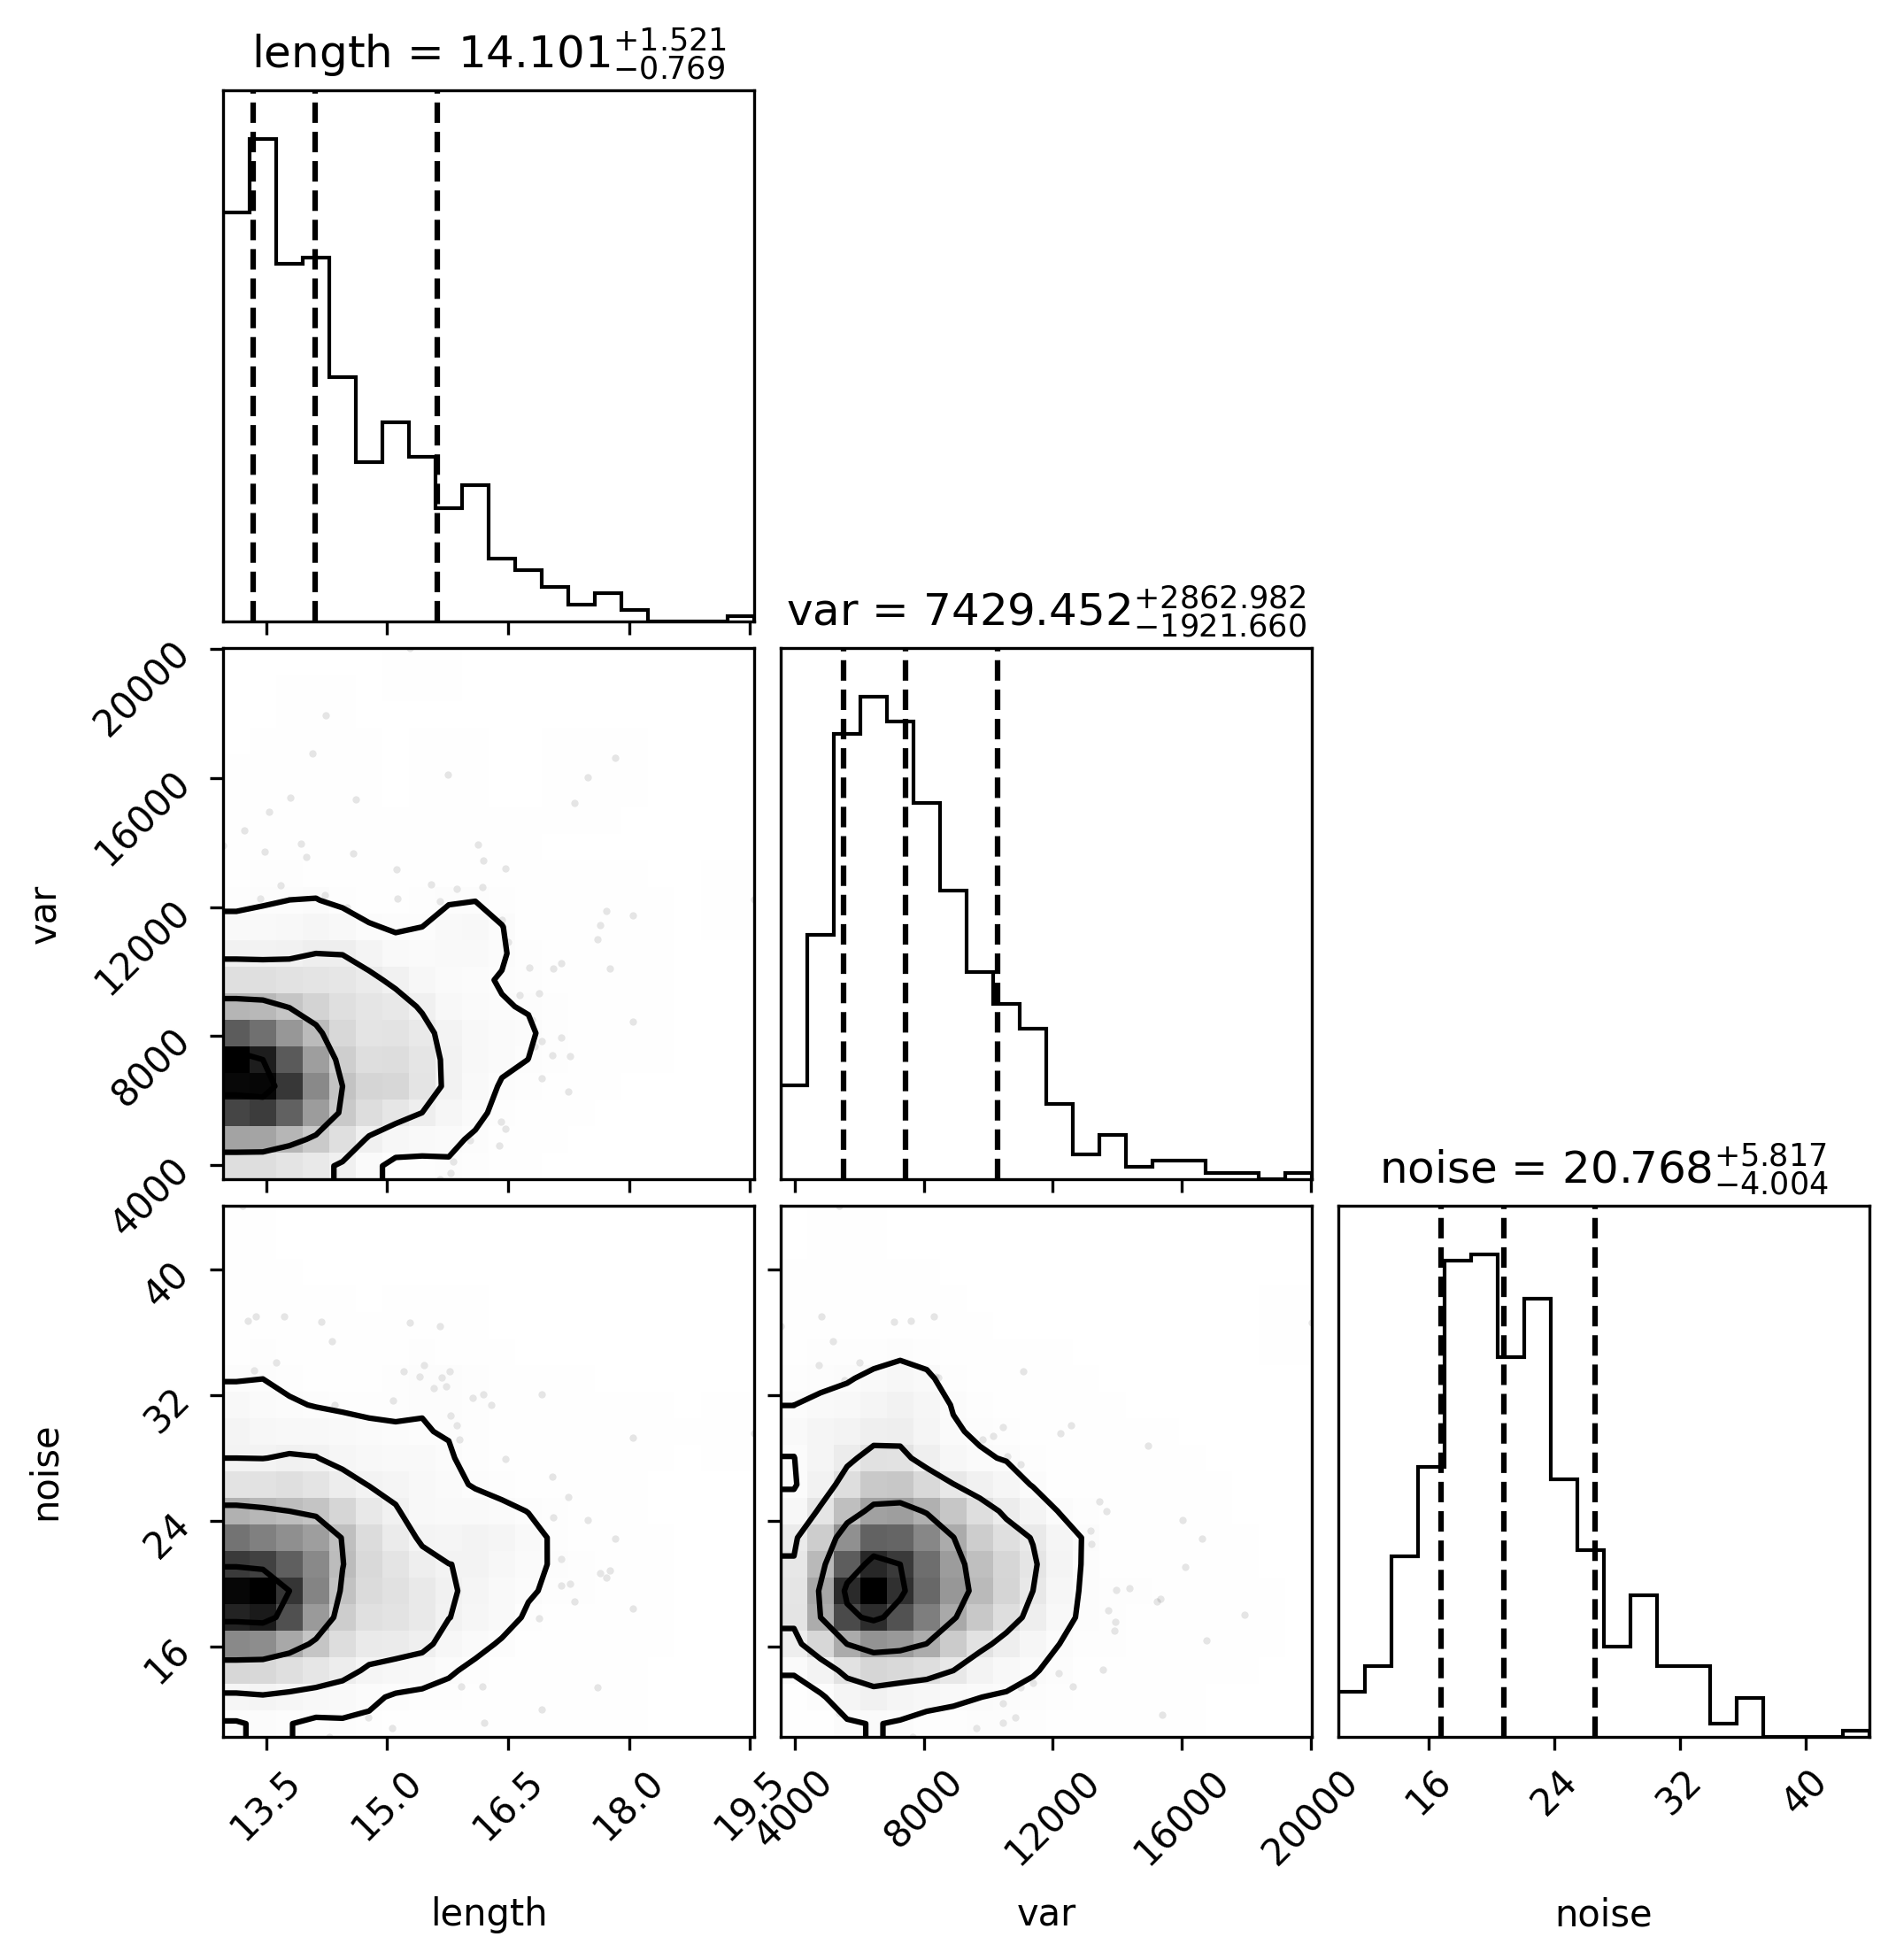 length = 14.101 +1.521 −0.769
var = 7429.452 +2862.982 −1921.660
20000
16000
12000
8000
4000
var
noise = 20.768 +5.817 −4.004
40
32
24
16
noise
13.5 15.0 16.5 18.0 19.5 4000 8000 12000 16000 20000 16 24 32 40
length var noise